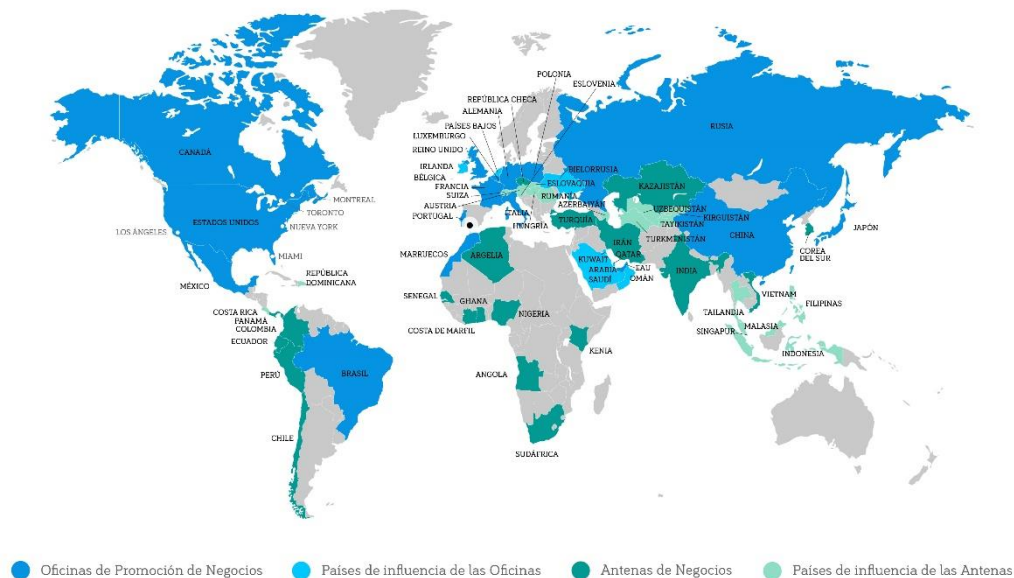 POLONIA
ESLOVENIA
REPÚBLICA CHECA
ALEMANIA
PAÍSES BAJOS
LUXEMBURGO
REINO UNIDO
IRLANDA
BÉLGICA
FRANCIA
SUIZA
AUSTRIA
PORTUGAL
ITALIA
HUNGRÍA
BIELORRUSIA
ESLOVAQUIA
RUMANÍA
AZERBAIYÁN
TURQUÍA
RUSIA
KAZAJISTÁN
UZBEQUISTÁN
KIRGUISTÁN
TAYIKISTÁN
TURKMENISTÁN
CHINA
JAPÓN
COREA
DEL SUR
CANADÁ
ESTADOS UNIDOS
MONTREAL
TORONTO
NUEVA YORK
LOS ÁNGELES
MIAMI
MÉXICO
REPÚBLICA
DOMINICANA
COSTA RICA
PANAMÁ
COLOMBIA
ECUADOR
PERÚ
BRASIL
CHILE
MARRUECOS
ARGELIA
SENEGAL
GHANA
COSTA DE MARFIL
NIGERIA
KENIA
ANGOLA
SUDÁFRICA
IRÁN
QATAR
KUWAIT
ARABIA
SAUDÍ
EAU
OMÁN
INDIA
VIETNAM
TAILANDIA
FILIPINAS
MALASIA
SINGAPUR
INDONESIA
Oficinas de Promoción de Negocios
Países de influencia de las Oficinas
Antenas de Negocios
Países de influencia de las Antenas